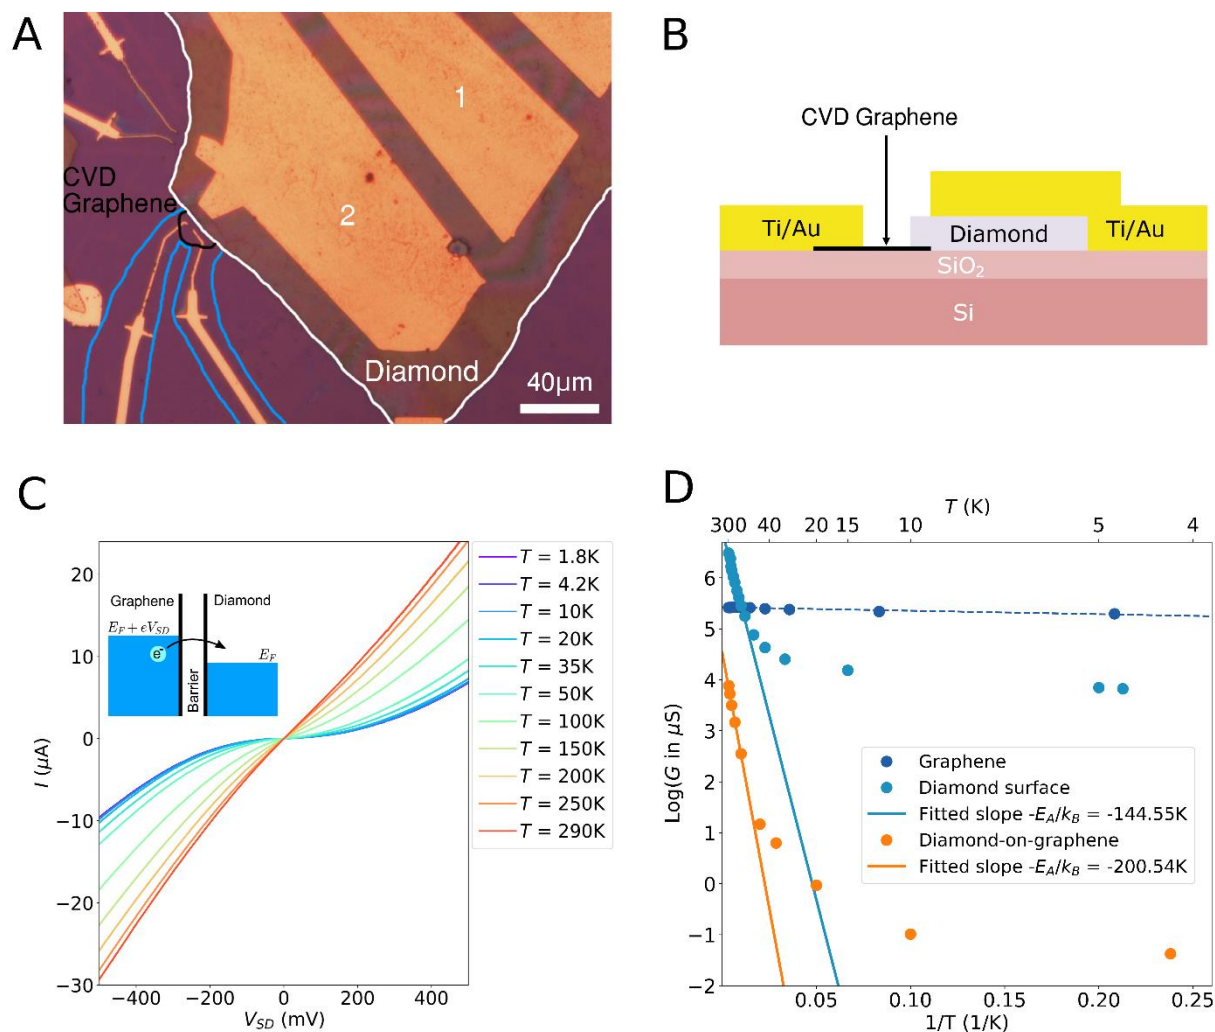 A
1
2
CVD
Graphene
Diamond
40µm
B
CVD Graphene
Ti/Au
Diamond
Ti/Au
SiO₂
Si
C
I (µA)
20
10
0
−10
−20
−30
−400
−200
0
200
400
V_SD (mV)
Graphene
Diamond
E_F + eV_SD
e⁻
E_F
Barrier
T = 1.8K
T = 4.2K
T = 10K
T = 20K
T = 35K
T = 50K
T = 100K
T = 150K
T = 200K
T = 250K
T = 290K
D
T (K)
300 40 20 15 10 5 4
Log(G in µS)
6
5
4
3
2
1
0
−1
−2
Graphene
Diamond surface
Fitted slope -E_A/k_B = -144.55K
Diamond-on-graphene
Fitted slope -E_A/k_B = -200.54K
0.05 0.10 0.15 0.20 0.25
1/T (1/K)